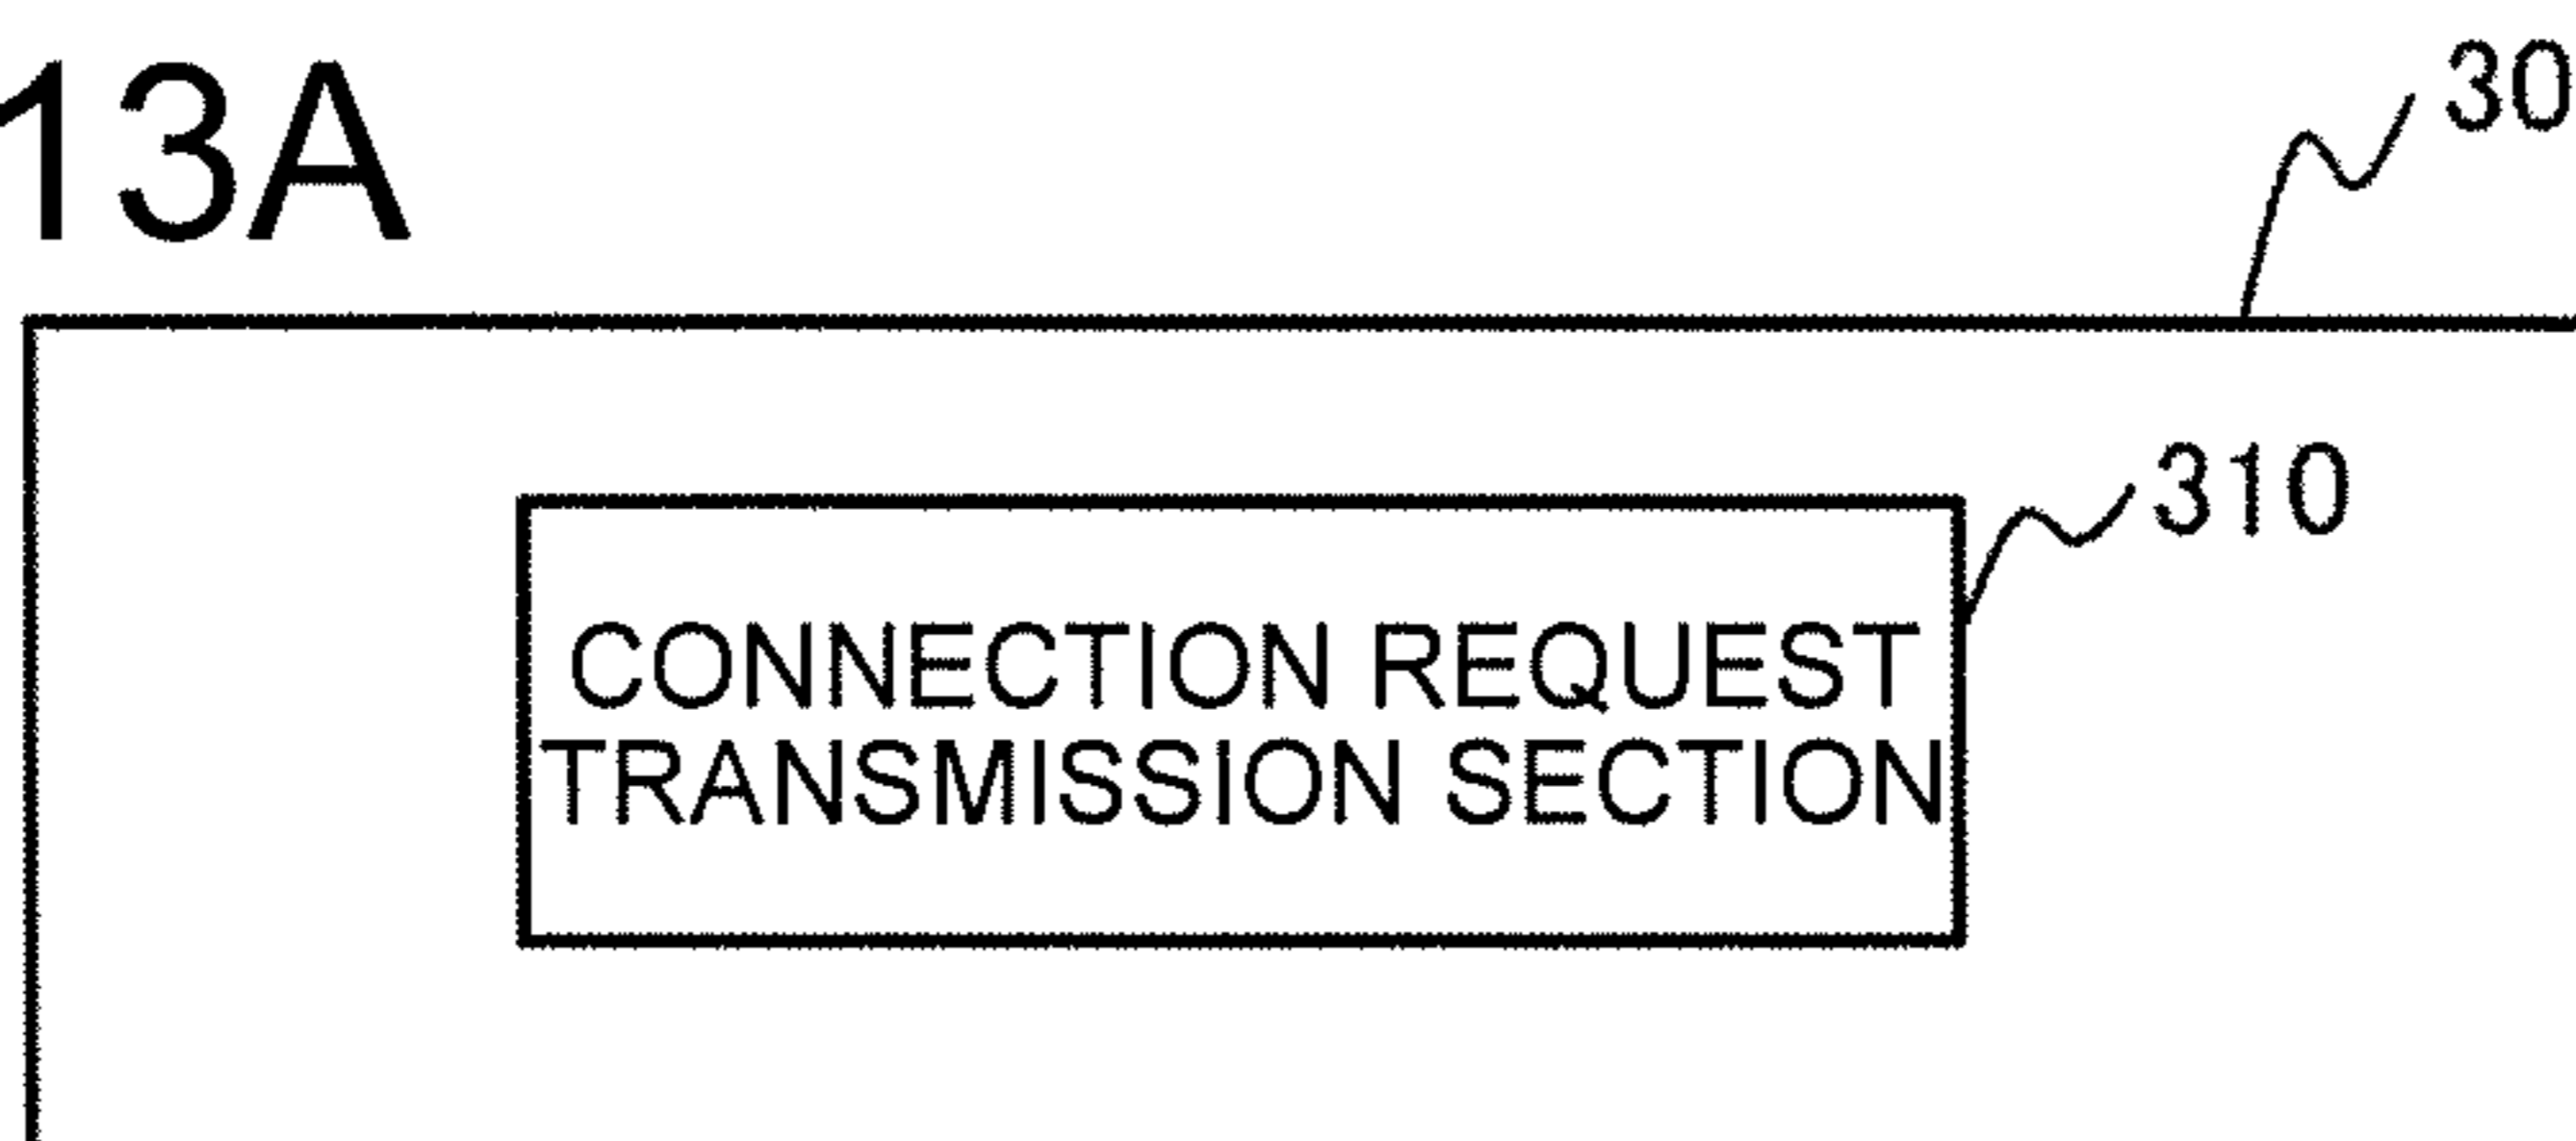 13A
30
310
CONNECTION REQUEST
TRANSMISSION SECTION